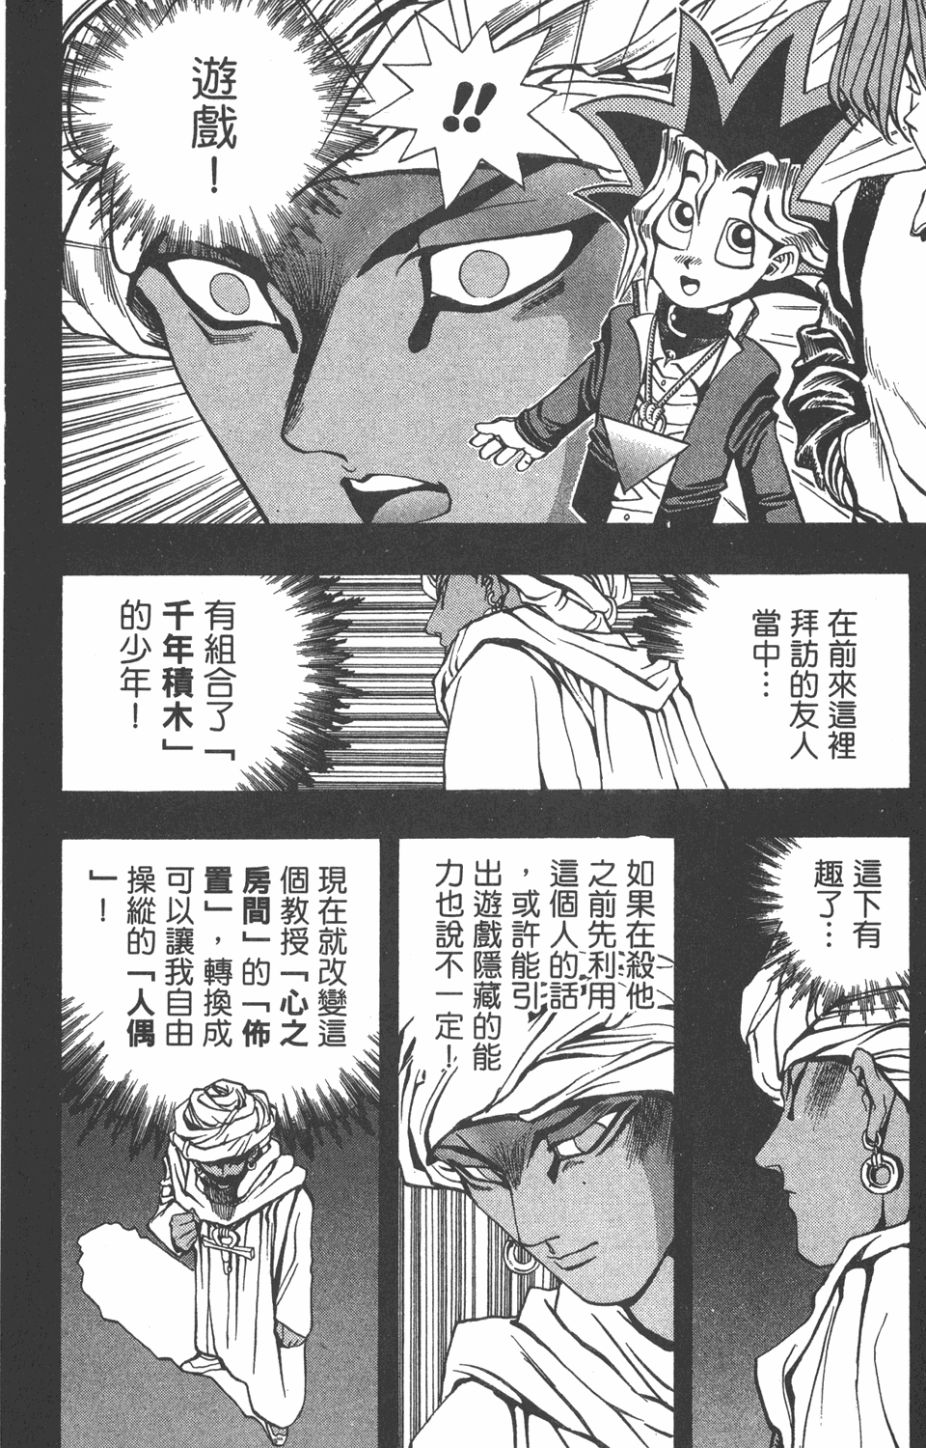 !!
遊戲！
在前來這裡
拜訪的友人
當中…
有組合了「
千年積木」
的少年！
這下有
趣了…
如果在殺他
之前先利用
這個人的話
，或許能引
出遊戲隱藏的能
力也說不一定！
現在就改變這
個教授「心之
房間」的「佈
置」，轉換成
可以讓我自由
操縱的「人偶
」！